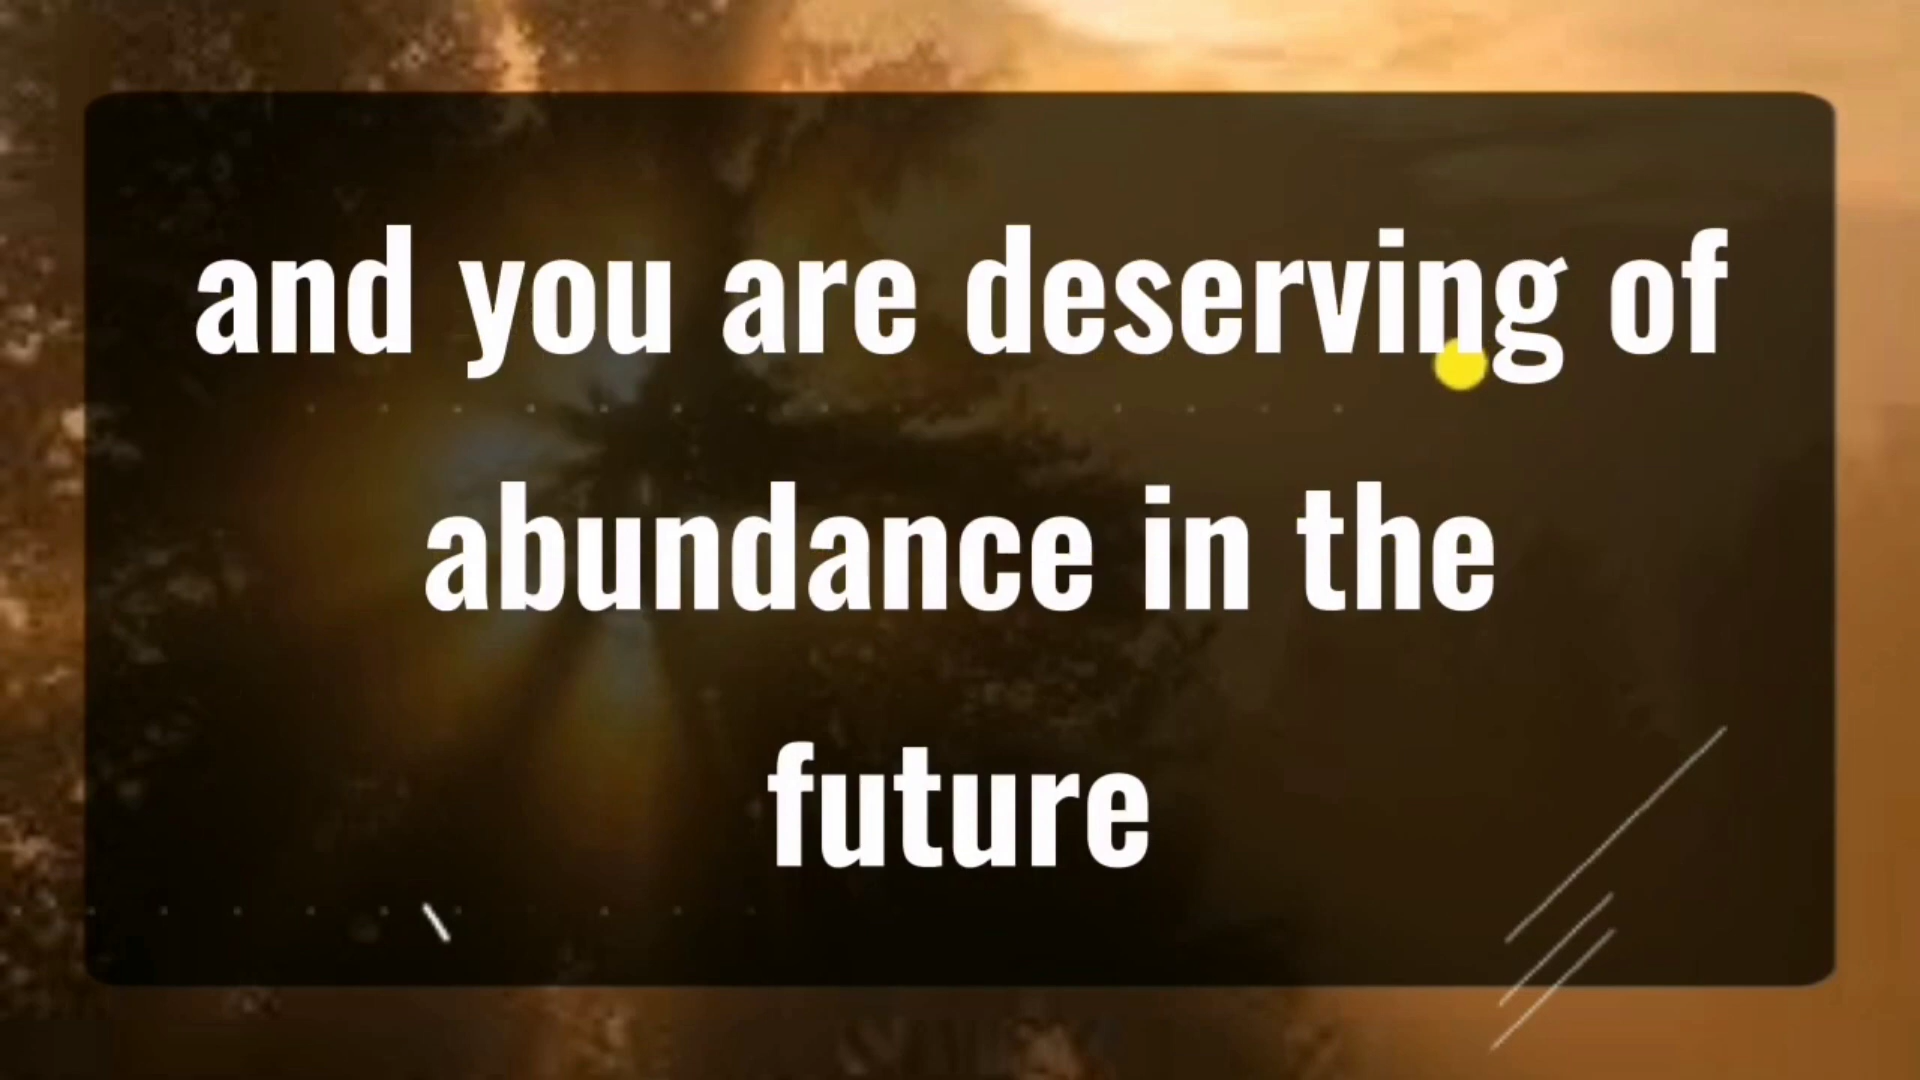 and you are deserving of
abundance in the
future